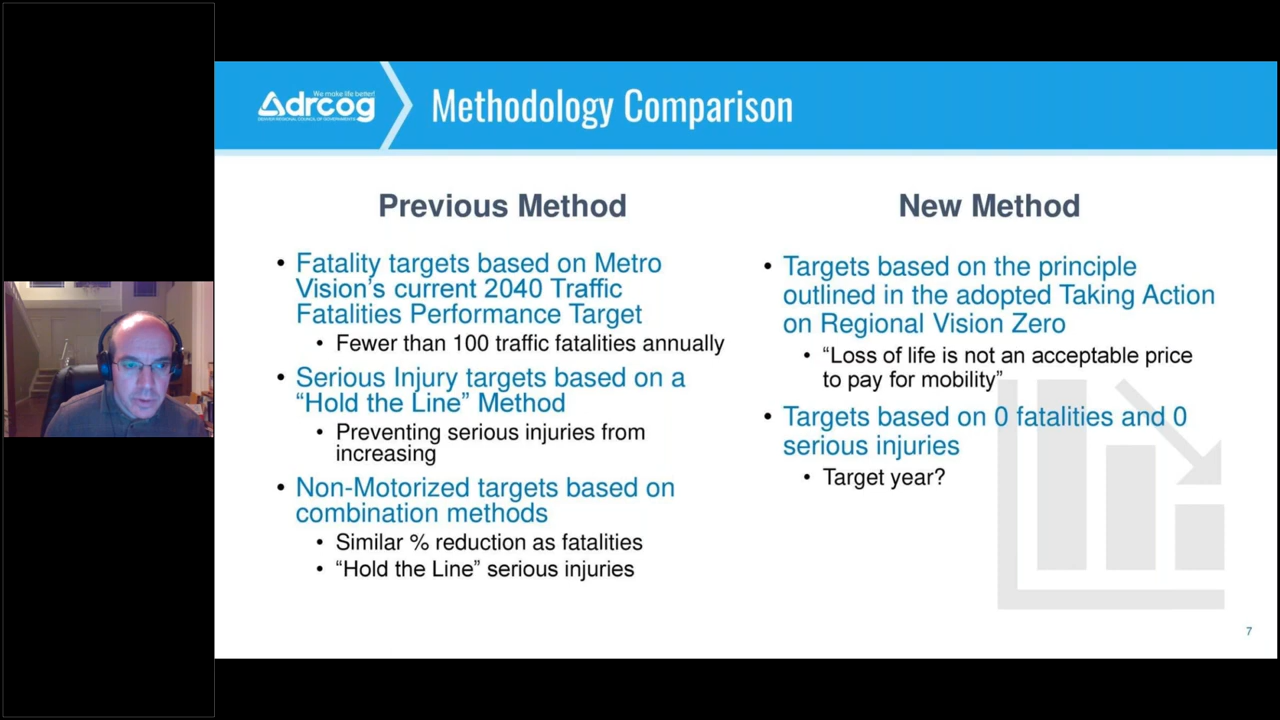 We make life better!
drcog
DENVER REGIONAL COUNCIL OF GOVERNMENTS
Methodology Comparison
Previous Method
• Fatality targets based on Metro
Vision's current 2040 Traffic
Fatalities Performance Target
• Fewer than 100 traffic fatalities annually
• Serious Injury targets based on a
“Hold the Line” Method
• Preventing serious injuries from
increasing
• Non-Motorized targets based on
combination methods
• Similar % reduction as fatalities
• “Hold the Line” serious injuries
New Method
• Targets based on the principle
outlined in the adopted Taking Action
on Regional Vision Zero
• “Loss of life is not an acceptable price
to pay for mobility”
• Targets based on 0 fatalities and 0
serious injuries
• Target year?
7